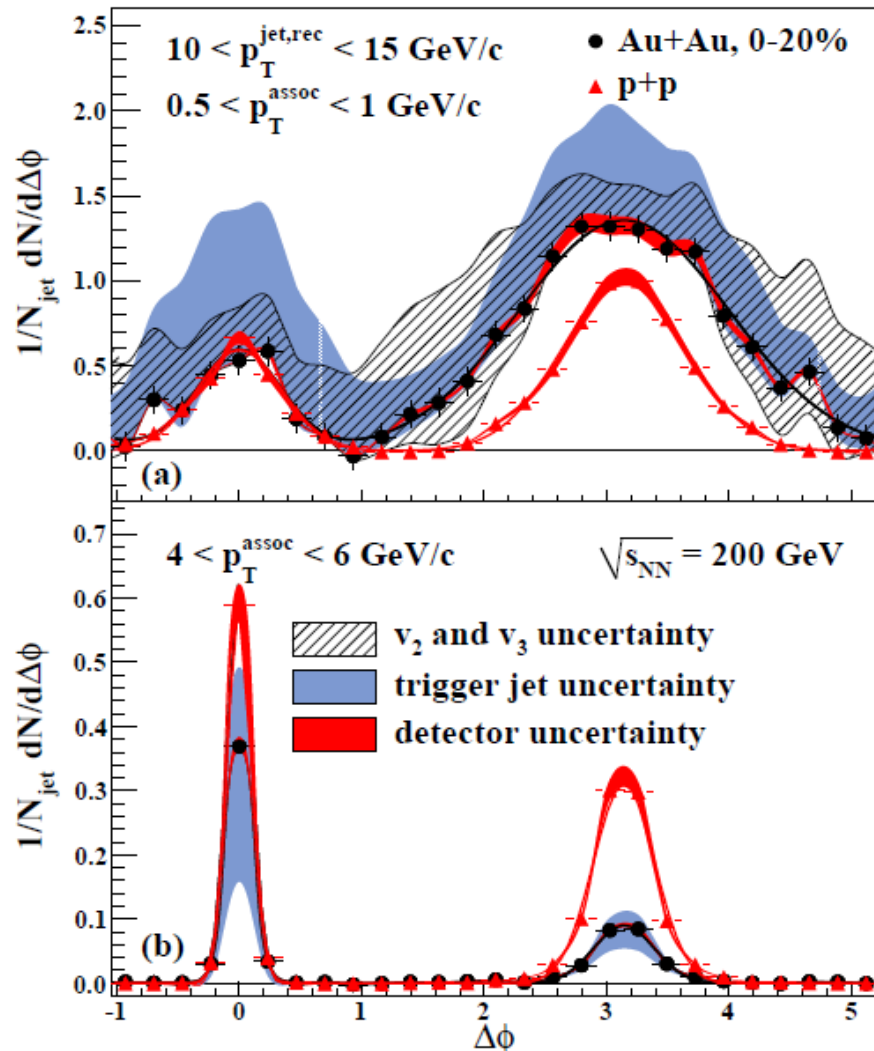 2.5
10 < p_T^jet,rec < 15 GeV/c
Au+Au, 0-20%
0.5 < p_T^assoc < 1 GeV/c
p+p
2.0
1.5
1.0
0.5
0.0
1/N_jet dN/dΔϕ
(a)
0.7
4 < p_T^assoc < 6 GeV/c
√s_NN = 200 GeV
0.6
v_2 and v_3 uncertainty
0.5
trigger jet uncertainty
0.4
detector uncertainty
0.3
0.2
0.1
0.0
1/N_jet dN/dΔϕ
(b)
-1 0 1 2 3 4 5
Δϕ